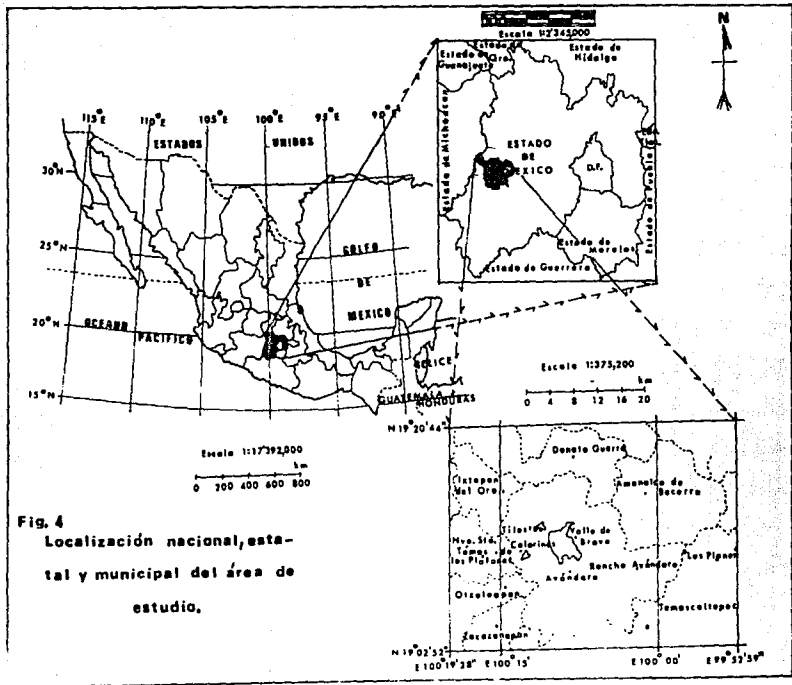 N
Escala 1:2'345,000
Estado de Guanajuato
Estado de Qro.
Estado de Hidalgo
Estado de Michoacan
ESTADO DE MEXICO
D.F.
Estado de Puebla
Estado de Morelos
Estado de Guerrero
115°E 110°E 105°E 100°E 95°E 90°E
ESTADOS UNIDOS
30°N
25°N
20°N
15°N
GOLFO DE MEXICO
OCEANO PACIFICO
BELICE
GUATEMALA
HONDURAS
Escala 1:17'392,000
km
0 200 400 600 800
Escala 1:375,200
km
0 4 8 12 16 20
N 19°20'44"
Donato Guerra
Ixtapan del Oro
Amanalco de Becerra
Tiloxtoc
Valle de Bravo
Nvo. Sto. Tomas de los Platanos
Colorines
Rancho Avándaro
Los Pinos
Avándaro
Otzoloapan
Temascaltepec
Zacazonapan
N 19°02'52"
E 100°19'28" E 100°15' E 100°00' E 99°52'59"
Fig. 4
Localización nacional, esta-
tal y municipal del área de
estudio.